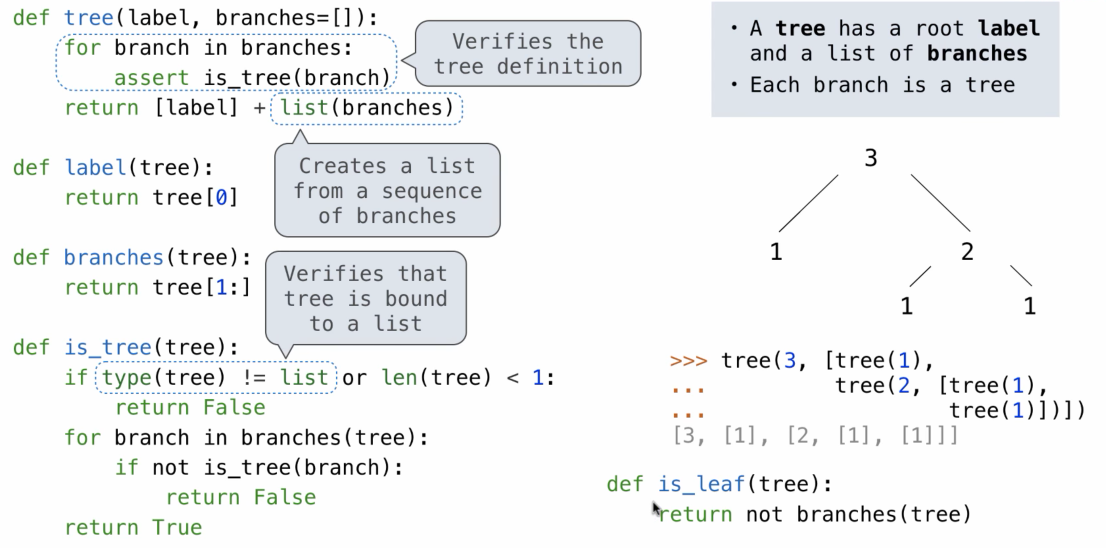 def tree(label, branches=[]):
    for branch in branches:
        assert is_tree(branch)
    return [label] + list(branches)
Verifies the
tree definition
Creates a list
from a sequence
of branches
def label(tree):
    return tree[0]
def branches(tree):
    return tree[1:]
Verifies that
tree is bound
to a list
def is_tree(tree):
    if type(tree) != list or len(tree) < 1:
        return False
    for branch in branches(tree):
        if not is_tree(branch):
            return False
    return True
• A tree has a root label
and a list of branches
• Each branch is a tree
3
1 2
1 1
>>> tree(3, [tree(1),
...          tree(2, [tree(1),
...                   tree(1)])])
[3, [1], [2, [1], [1]]]
def is_leaf(tree):
    return not branches(tree)